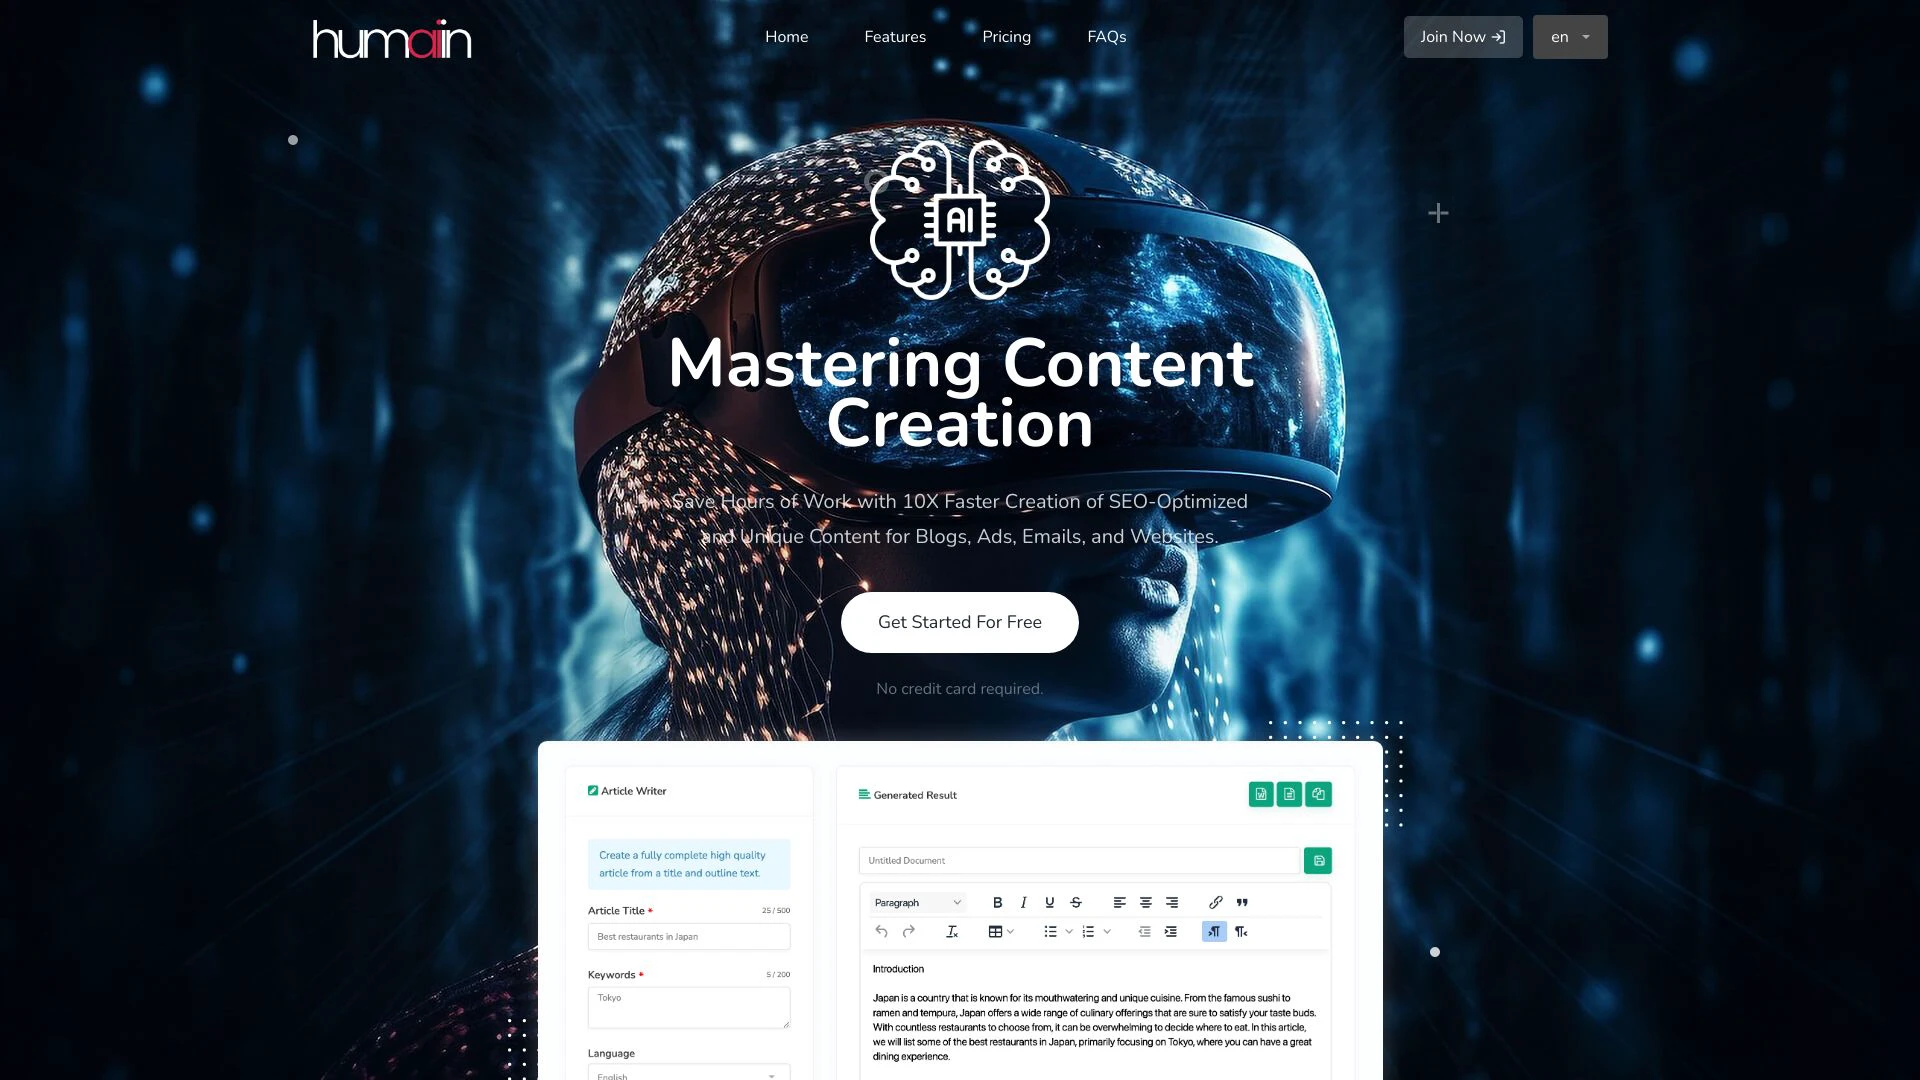 humaiin
Home
Features
Pricing
FAQs
Join Now
en
AI
Mastering Content
Creation
Save Hours of Work with 10X Faster Creation of SEO-Optimized
and Unique Content for Blogs, Ads, Emails, and Websites.
Get Started For Free
No credit card required.
Article Writer
Create a fully complete high quality
article from a title and outline text.
Article Title *
25 / 500
Best restaurants in Japan
Keywords *
5 / 200
Tokyo
Language
English
Generated Result
Untitled Document
Paragraph
B I U S
Introduction
Japan is a country that is known for its mouthwatering and unique cuisine. From the famous sushi to
ramen and tempura, Japan offers a wide range of culinary offerings that are sure to satisfy your taste buds.
With countless restaurants to choose from, it can be overwhelming to decide where to eat. In this article,
we will list some of the best restaurants in Japan, primarily focusing on Tokyo, where you can have a great
dining experience.